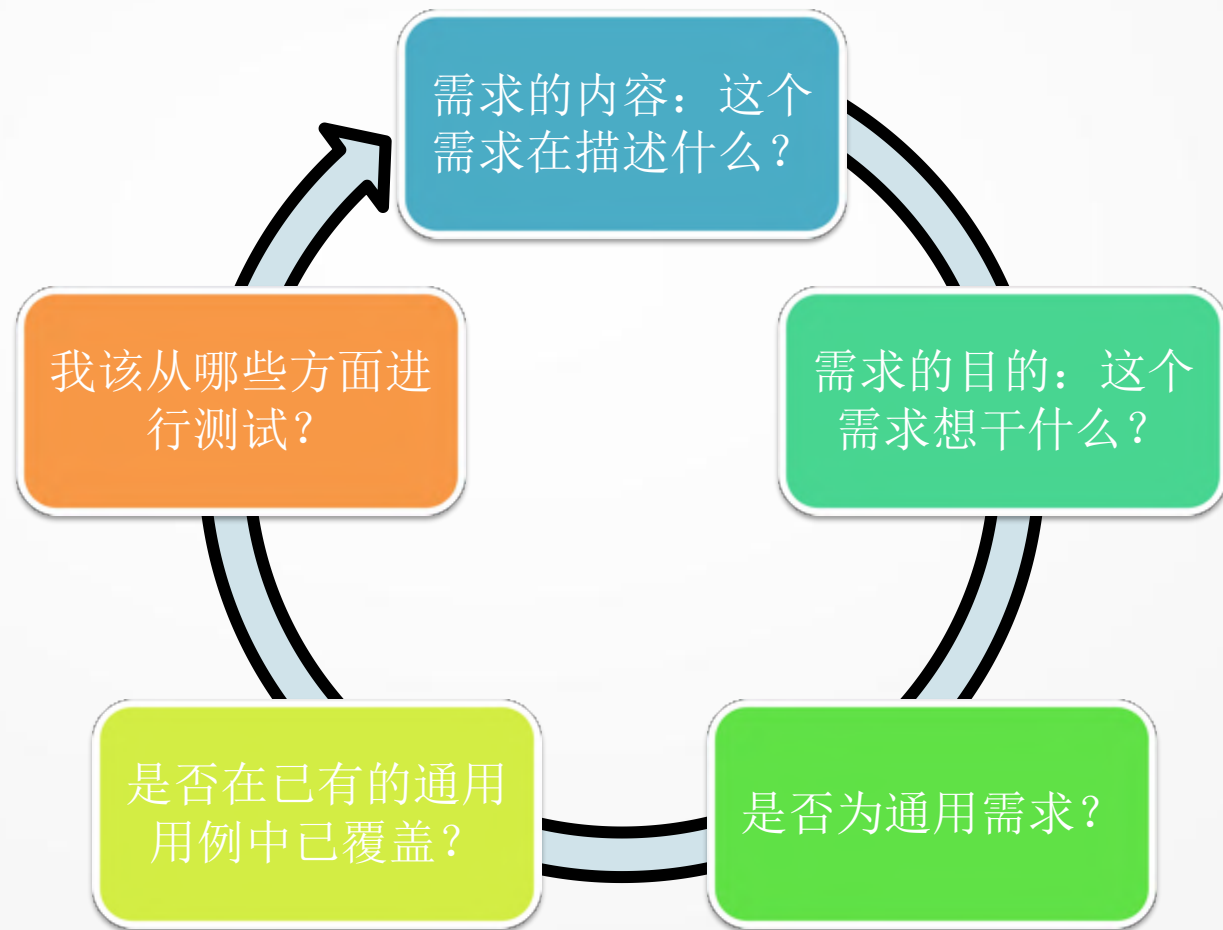 需求的内容：这个
需求在描述什么？
需求的目的：这个
需求想干什么？
是否为通用需求？
是否在已有的通用
用例中已覆盖？
我该从哪些方面进
行测试？